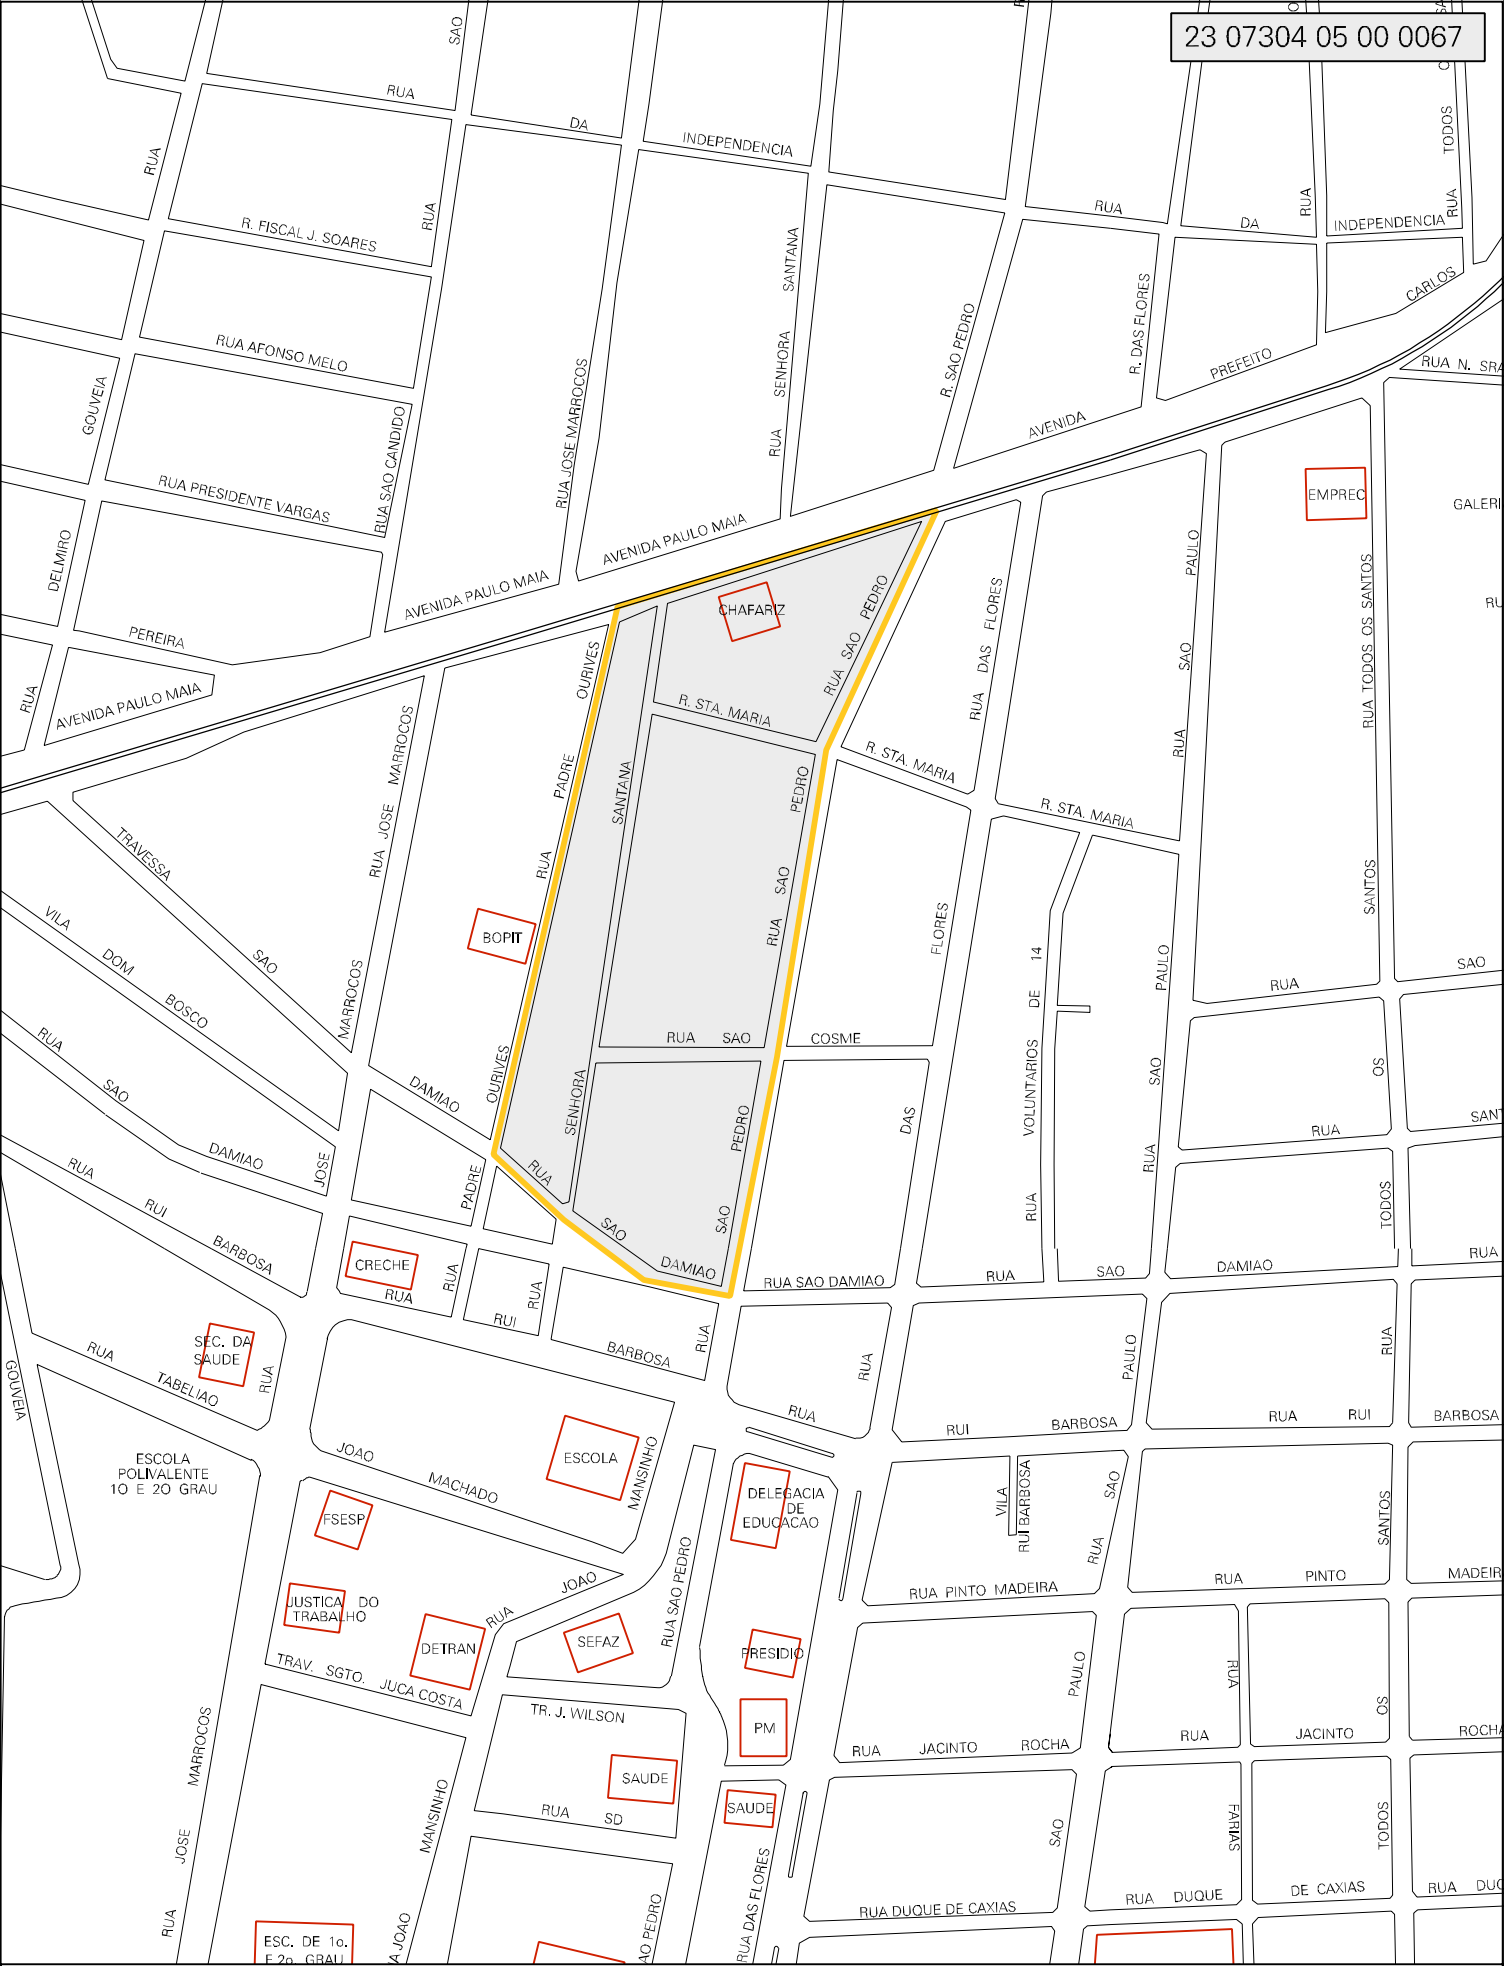 23 07304 05 00 0067
SAO
RUA
DA
INDEPENDENCIA
RUA
TODOS
RUA
R. FISCAL J. SOARES
RUA
SANTANA
SENHORA
RUA
RUA
DA
RUA
INDEPENDENCIA
RUA
CARLOS
PREFEITO
AVENIDA
R. DAS FLORES
R. SAO PEDRO
RUA AFONSO MELO
GOUVEIA
RUA SAO CANDIDO
RUA JOSE MARROCOS
RUA N. SRA
RUA PRESIDENTE VARGAS
DELMIRO
AVENIDA PAULO MAIA
AVENIDA PAULO MAIA
EMPREC
GALERI
PEREIRA
RUA
AVENIDA PAULO MAIA
CHAFARIZ
RUA SAO PEDRO
R. STA. MARIA
R. STA. MARIA
R. STA. MARIA
OURIVES
PADRE
RUA
OURIVES
PADRE
RUA
SANTANA
SENHORA
RUA
PEDRO
SAO
RUA
PEDRO
SAO
RUA
FLORES
DAS
RUA
FLORES
DAS
RUA
PAULO
SAO
RUA
PAULO
SAO
RUA
RUA TODOS OS SANTOS
SANTOS
OS
TODOS
RUA
RU
MARROCOS
RUA JOSE
MARROCOS
JOSE
RUA
TRAVESSA
SAO
DAMIAO
VILA
DOM
BOSCO
BOPIT
RUA
SAO
DAMIAO
RUA
RUI
BARBOSA
RUA SAO
COSME
14
DE
VOLUNTARIOS
RUA
RUA
SAO
RUA
SANT
RUA
SAO
DAMIAO
RUA SAO DAMIAO
RUA
SAO
DAMIAO
RUA
CRECHE
RUA
RUI
BARBOSA
SEC. DA
SAUDE
RUA
TABELIAO
GOUVEIA
ESCOLA
POLIVALENTE
1O E 2O GRAU
JOAO
MACHADO
ESCOLA
MANSINHO
RUA
RUI
BARBOSA
RUA
RUI
BARBOSA
PAULO
SAO
RUA
DELEGACIA
DE
EDUCACAO
VILA
RUI BARBOSA
FSESP
JUSTICA DO
TRABALHO
DETRAN
RUA
JOAO
SEFAZ
RUA SAO PEDRO
PRESIDIO
PM
SAUDE
RUA PINTO MADEIRA
RUA
PINTO
MADEIR
SANTOS
OS
TODOS
TRAV. SGTO. JUCA COSTA
TR. J. WILSON
SAUDE
RUA
SD
RUA JACINTO ROCHA
RUA
JACINTO
ROCHA
PAULO
SAO
RUA
FARIAS
MARROCOS
JOSE
RUA
MANSINHO
A JOAO
AO PEDRO
RUA DAS FLORES
RUA DUQUE DE CAXIAS
RUA DUQUE
DE CAXIAS
RUA DUQ
ESC. DE 1o.
E 2o. GRAU